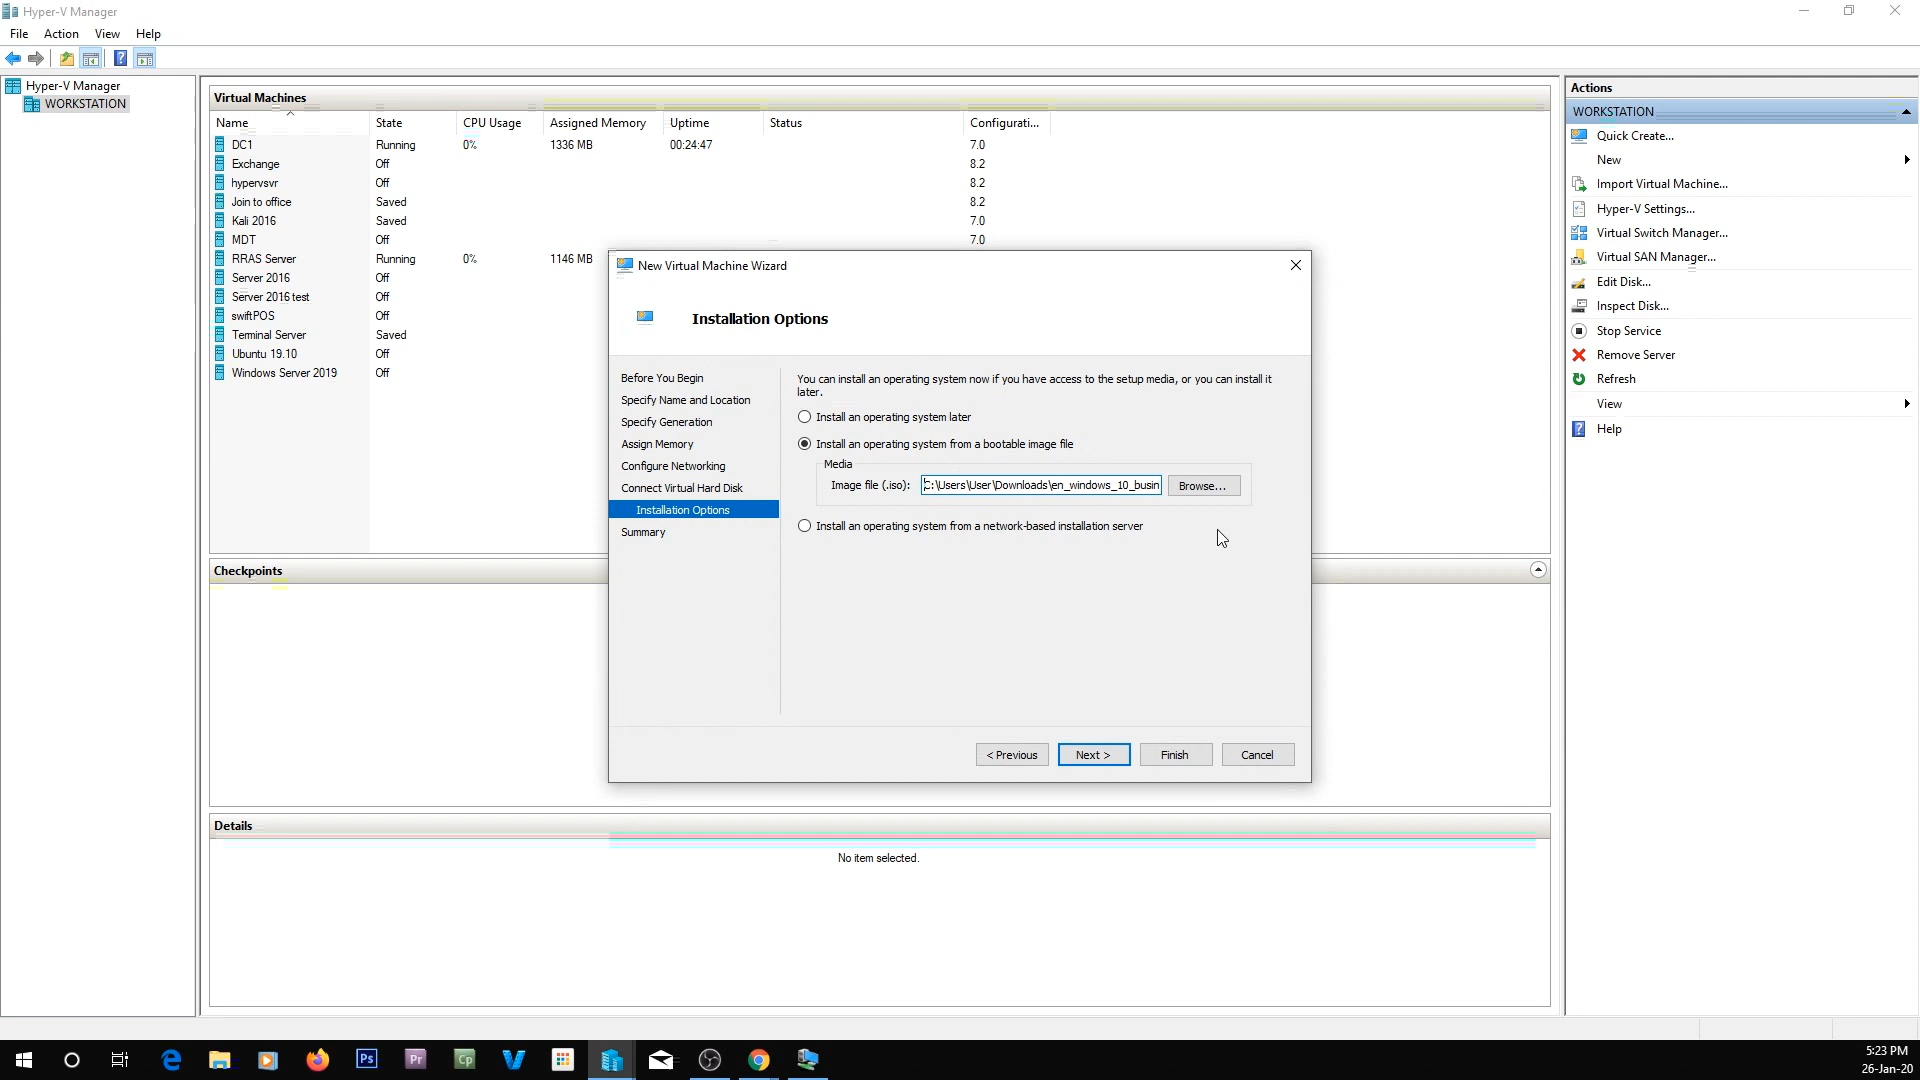 Hyper-V Manager
File Action View Help
Hyper-V Manager
WORKSTATION
Virtual Machines
Name State CPU Usage Assigned Memory Uptime Status Configurati...
DC1 Running 0% 1336 MB 00:24:47 7.0
Exchange Off 8.2
hypervsvr Off 8.2
Join to office Saved 8.2
Kali 2016 Saved 7.0
MDT Off 7.0
RRAS Server Running 0% 1146 MB
Server 2016 Off
Server 2016 test Off
swiftPOS Off
Terminal Server Saved
Ubuntu 19.10 Off
Windows Server 2019 Off
New Virtual Machine Wizard
Installation Options
Before You Begin
Specify Name and Location
Specify Generation
Assign Memory
Configure Networking
Connect Virtual Hard Disk
Installation Options
Summary
You can install an operating system now if you have access to the setup media, or you can install it
later.
Install an operating system later
Install an operating system from a bootable image file
Media
Image file (.iso): C:\Users\User\Downloads\en_windows_10_busin Browse...
Install an operating system from a network-based installation server
< Previous Next > Finish Cancel
Checkpoints
Details
No item selected.
Actions
WORKSTATION
Quick Create...
New
Import Virtual Machine...
Hyper-V Settings...
Virtual Switch Manager...
Virtual SAN Manager...
Edit Disk...
Inspect Disk...
Stop Service
Remove Server
Refresh
View
Help
Ps Pr Cp
5:23 PM
26-Jan-20